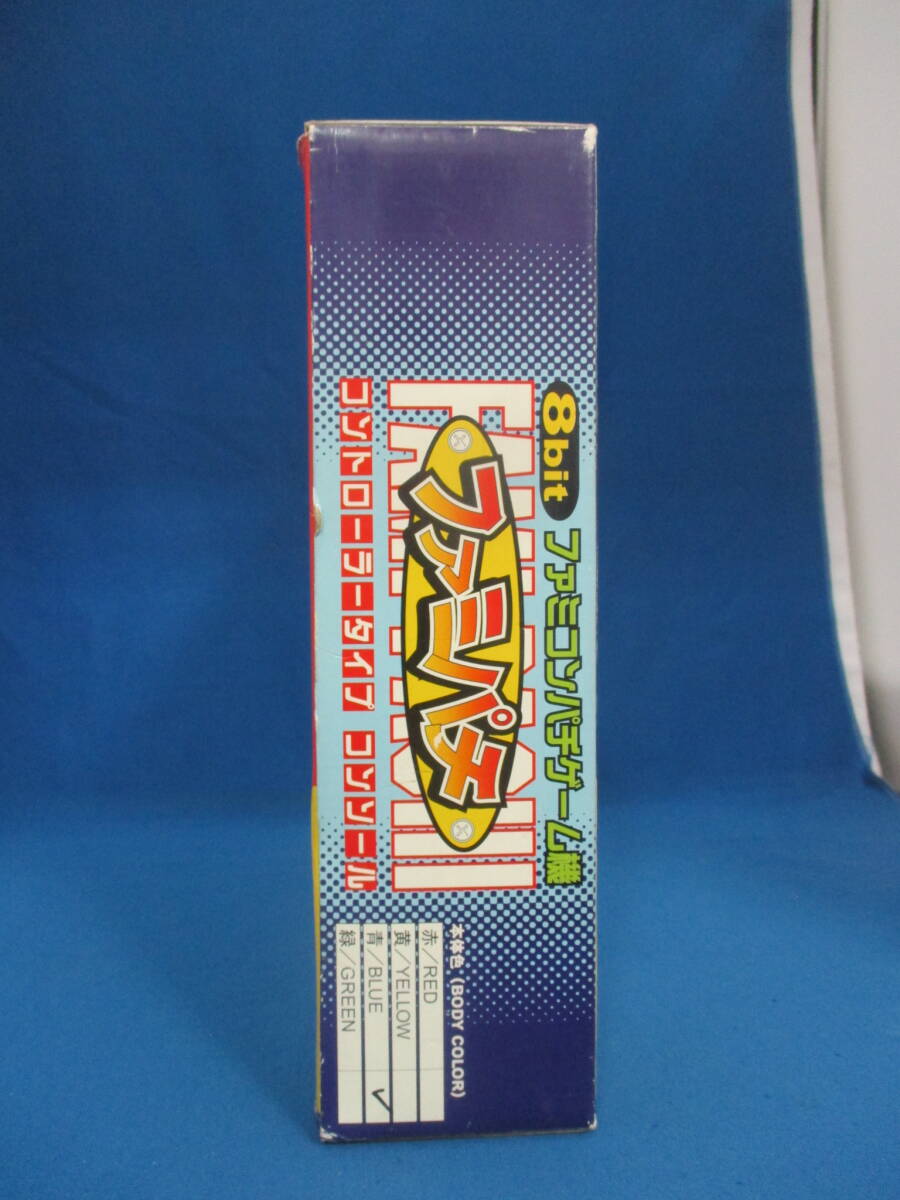 8bit ファミコンパチゲーム機
ファミパチ
コントローラータイプ コンソール
本体色 (BODY COLOR)
赤/RED
黄/YELLOW
青/BLUE ✓
緑/GREEN